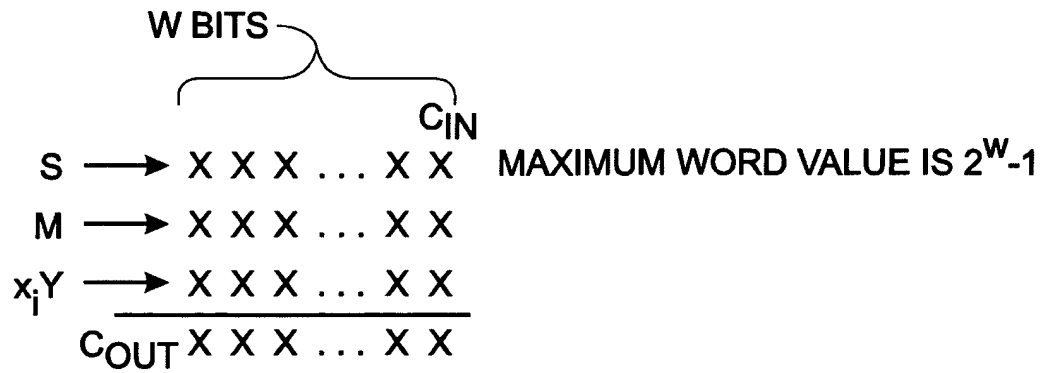 W BITS
C_IN
S X X X ... X X MAXIMUM WORD VALUE IS 2^W-1
M X X X ... X X
x_iY X X X ... X X
C_OUT X X X ... X X